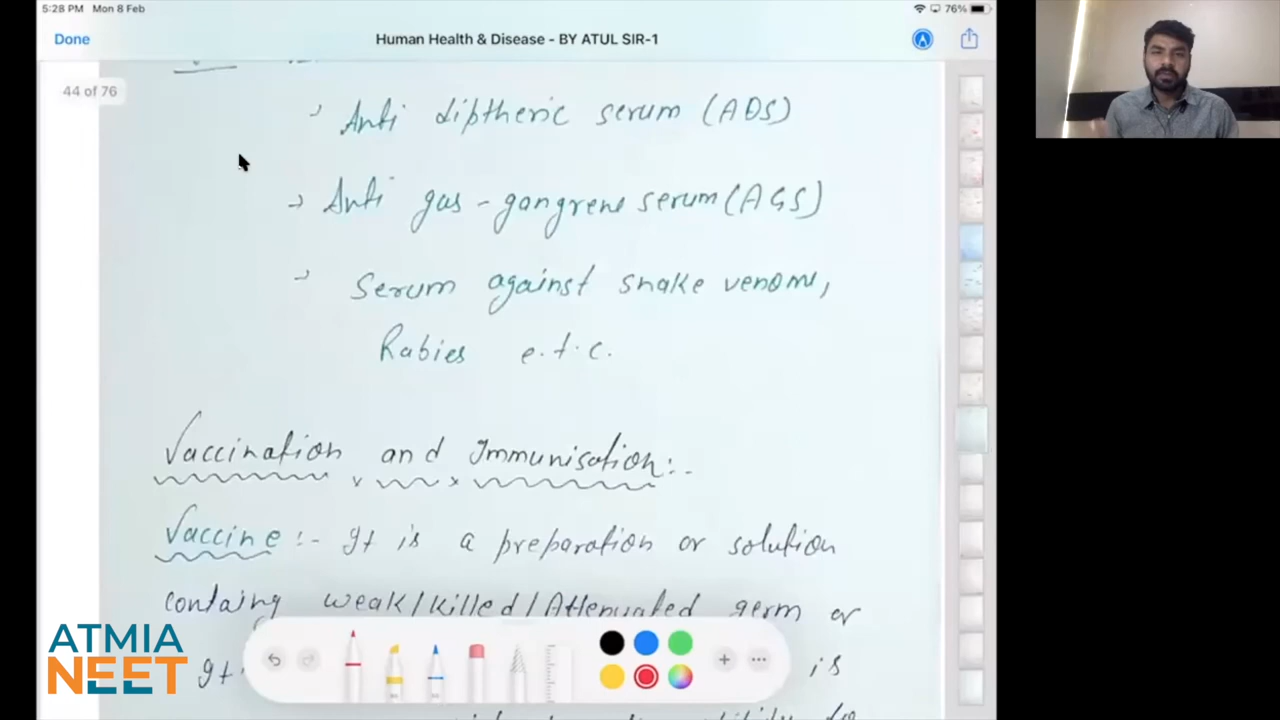 5:28 PM Mon 8 Feb
76%
Done
Human Health & Disease - BY ATUL SIR-1
44 of 76
Anti diptheric serum (ADS)
→ Anti gas-gangrene serum (AGS)
Serum against snake venoms,
Rabies e.t.c.
Vaccination and Immunisation:-
Vaccine :- It is a preparation or solution
containg weak/killed/Attenuated germ or
ATMIA
It is
NEET